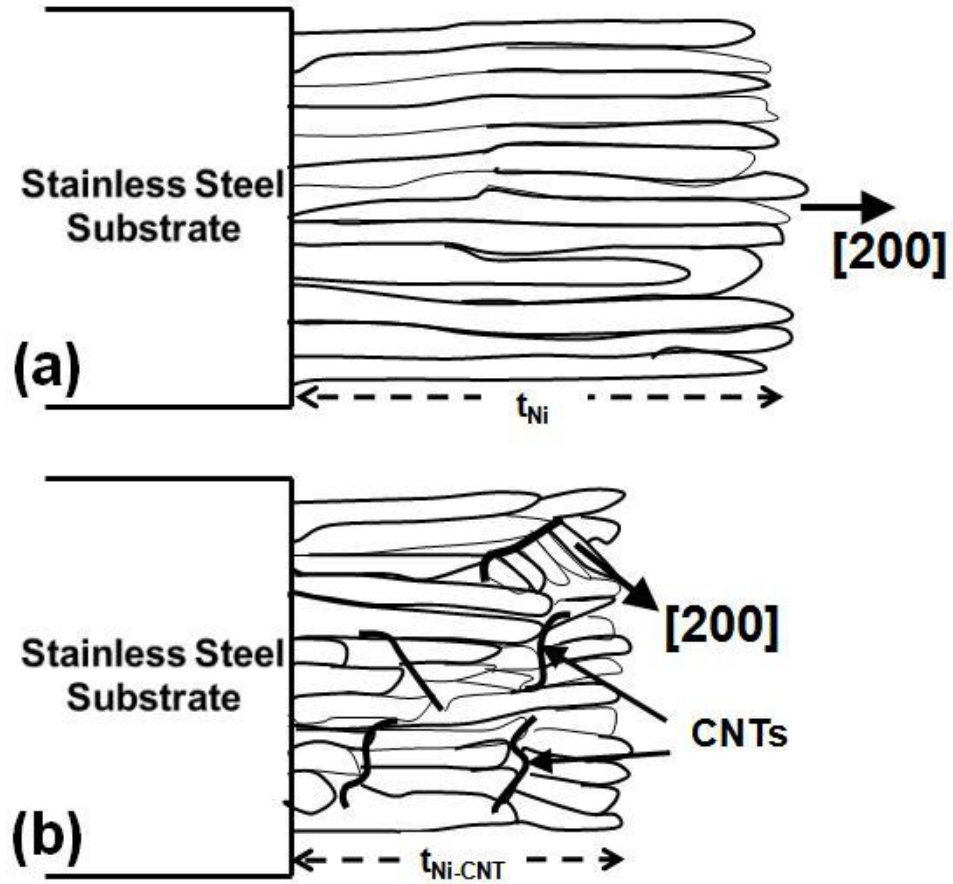 Stainless Steel
Substrate
[200]
(a)
tNi
Stainless Steel
Substrate
[200]
CNTs
(b)
tNi-CNT